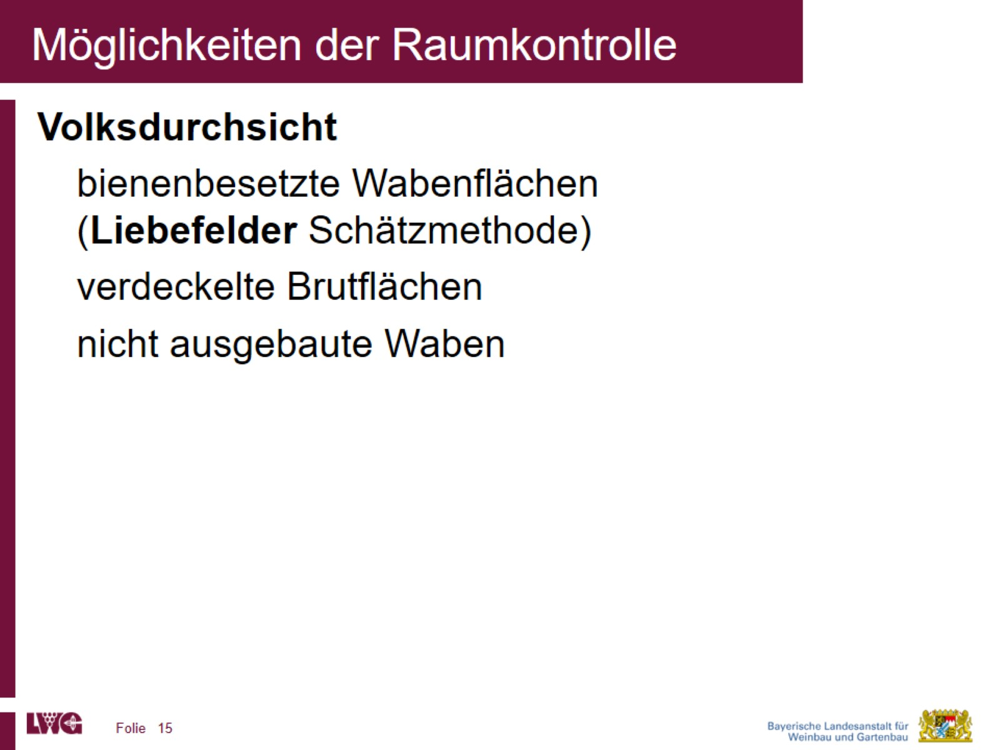 Möglichkeiten der Raumkontrolle
Volksdurchsicht
bienenbesetzte Wabenflächen
(Liebefelder Schätzmethode)
verdeckelte Brutflächen
nicht ausgebaute Waben
LWG
Folie 15
Bayerische Landesanstalt für
Weinbau und Gartenbau